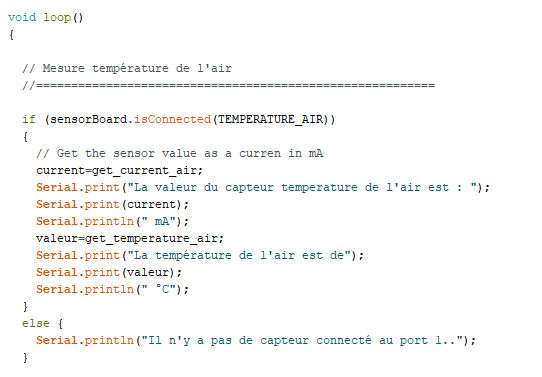 void loop()
{
// Mesure température de l'air
//=========================================================
if (sensorBoard.isConnected(TEMPERATURE_AIR))
{
// Get the sensor value as a curren in mA
current=get_current_air;
Serial.print("La valeur du capteur temperature de l'air est : ");
Serial.print(current);
Serial.println(" mA");
valeur=get_temperature_air;
Serial.print("La température de l'air est de");
Serial.print(valeur);
Serial.println(" °C");
}
else {
Serial.println("Il n'y a pas de capteur connecté au port 1..");
}